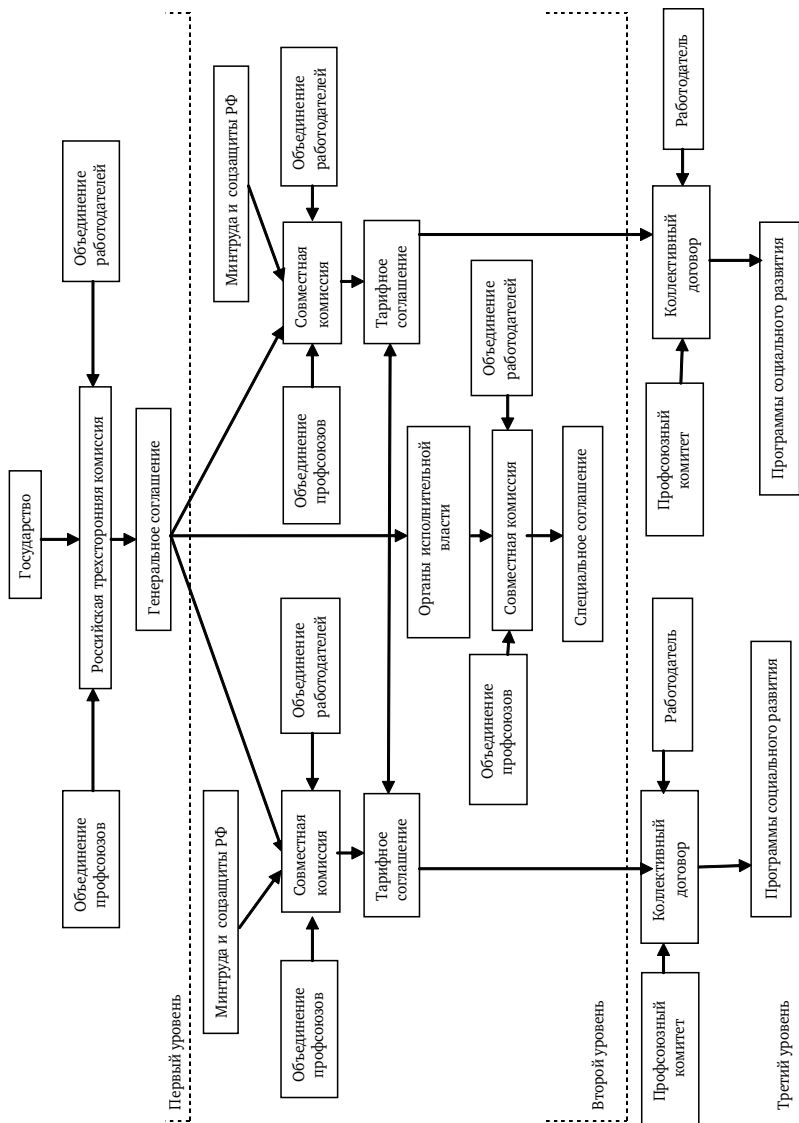 Государство
Объединение
профсоюзов
Российская трехсторонняя комиссия
Объединение
работодателей
Генеральное соглашение
Первый уровень
Минтруда и соцзащиты РФ
Минтруда и соцзащиты РФ
Объединение
профсоюзов
Совместная
комиссия
Объединение
работодателей
Объединение
профсоюзов
Совместная
комиссия
Объединение
работодателей
Тарифное
соглашение
Тарифное
соглашение
Органы исполнительной
власти
Объединение
профсоюзов
Совместная комиссия
Объединение
работодателей
Специальное соглашение
Второй уровень
Профсоюзный
комитет
Коллективный
договор
Работодатель
Профсоюзный
комитет
Коллективный
договор
Работодатель
Программы социального развития
Программы социального развития
Третий уровень